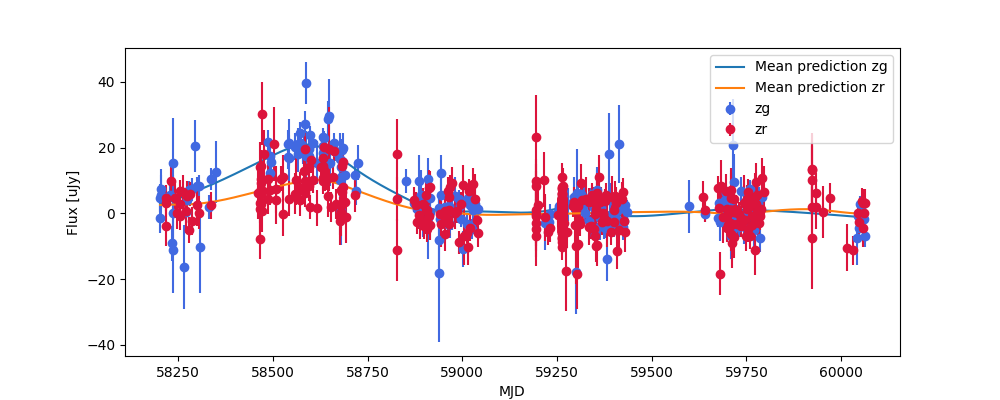 Mean prediction zg
Mean prediction zr
zg
zr
Flux [uJy]
40
20
0
−20
−40
58250
58500
58750
59000
59250
59500
59750
60000
MJD